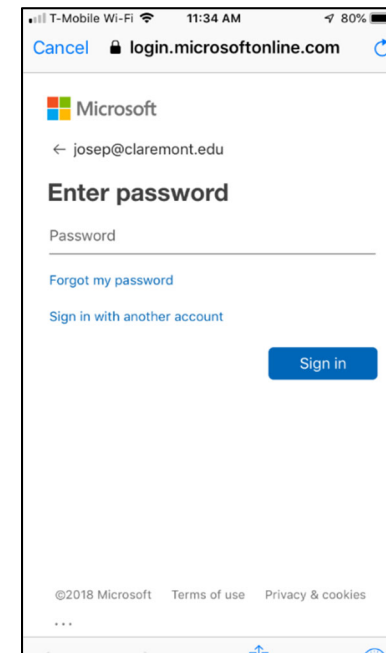 T-Mobile Wi-Fi 11:34 AM 80%
Cancel login.microsoftonline.com
Microsoft
← josep@claremont.edu
Enter password
Password
Forgot my password
Sign in with another account
Sign in
©2018 Microsoft Terms of use Privacy & cookies
...